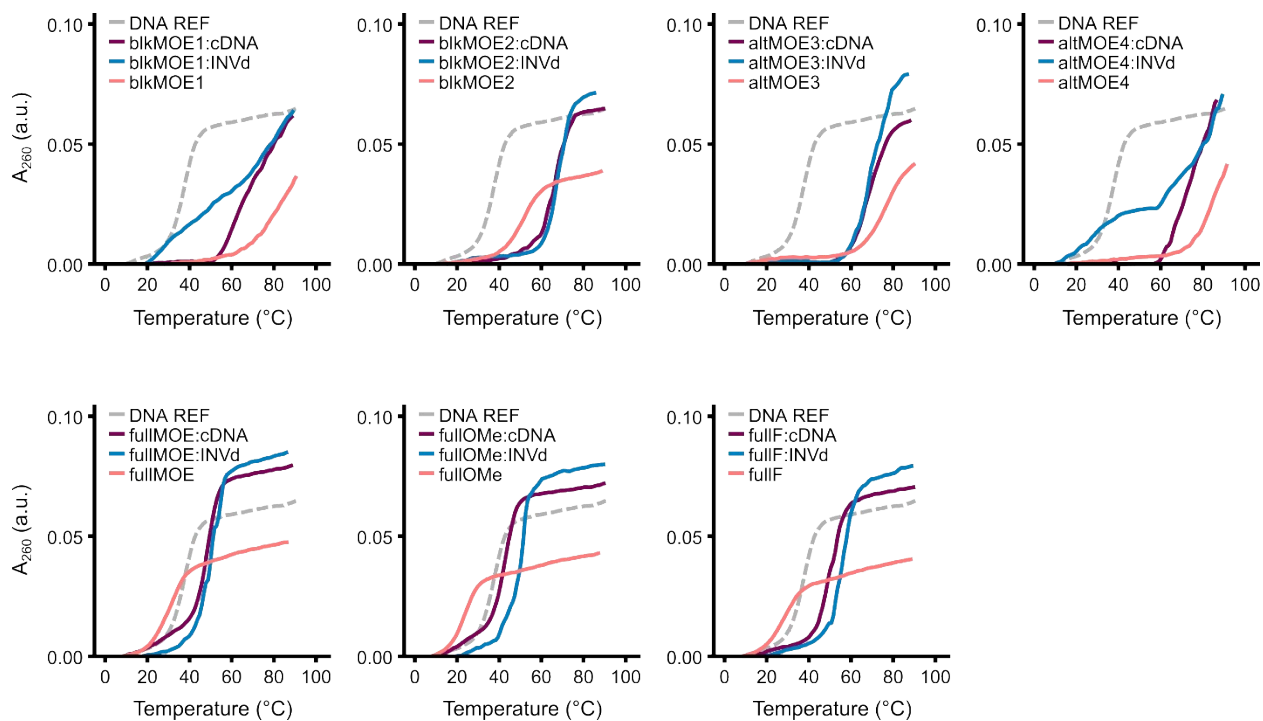 0.10
0.05
0.00
A260 (a.u.)
DNA REF
blkMOE1:cDNA
blkMOE1:INVd
blkMOE1
0 20 40 60 80 100
Temperature (°C)
0.10
0.05
0.00
DNA REF
blkMOE2:cDNA
blkMOE2:INVd
blkMOE2
0 20 40 60 80 100
Temperature (°C)
0.10
0.05
0.00
DNA REF
altMOE3:cDNA
altMOE3:INVd
altMOE3
0 20 40 60 80 100
Temperature (°C)
0.10
0.05
0.00
DNA REF
altMOE4:cDNA
altMOE4:INVd
altMOE4
0 20 40 60 80 100
Temperature (°C)
0.10
0.05
0.00
A260 (a.u.)
DNA REF
fullMOE:cDNA
fullMOE:INVd
fullMOE
0 20 40 60 80 100
Temperature (°C)
0.10
0.05
0.00
DNA REF
fullOMe:cDNA
fullOMe:INVd
fullOMe
0 20 40 60 80 100
Temperature (°C)
0.10
0.05
0.00
DNA REF
fullF:cDNA
fullF:INVd
fullF
0 20 40 60 80 100
Temperature (°C)